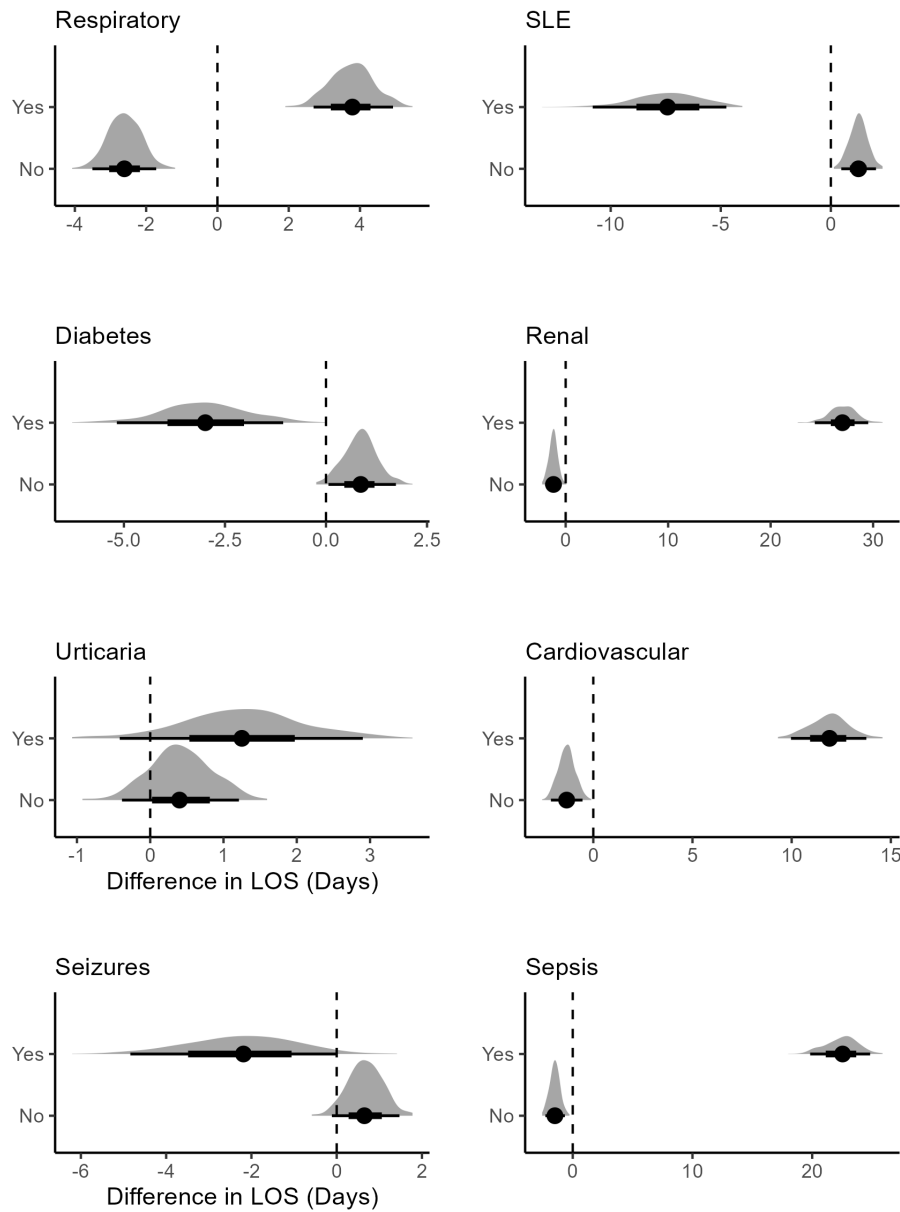 Respiratory
Yes
No
-4 -2 0 2 4
SLE
Yes
No
-10 -5 0
Diabetes
Yes
No
-5.0 -2.5 0.0 2.5
Renal
Yes
No
0 10 20 30
Urticaria
Yes
No
-1 0 1 2 3
Difference in LOS (Days)
Cardiovascular
Yes
No
0 5 10 15
Seizures
Yes
No
-6 -4 -2 0 2
Difference in LOS (Days)
Sepsis
Yes
No
0 10 20